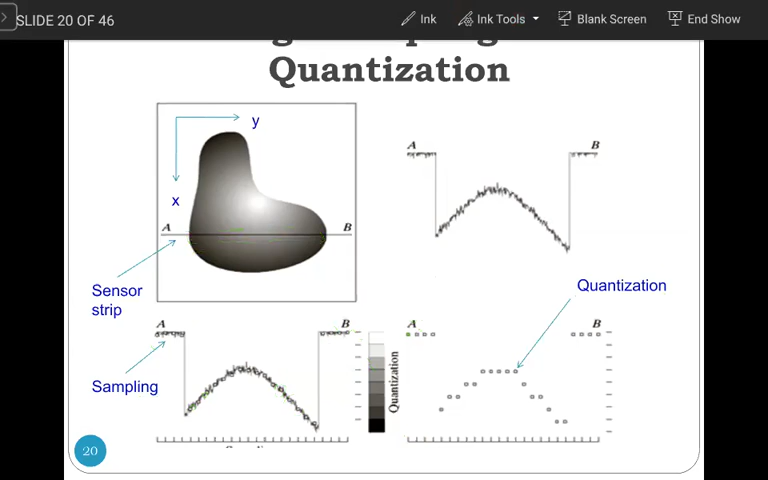 SLIDE 20 OF 46
Ink
Ink Tools
Blank Screen
End Show
Quantization
y
x
A
B
Sensor
strip
A
B
Quantization
A
B
Sampling
Quantization
A
B
20